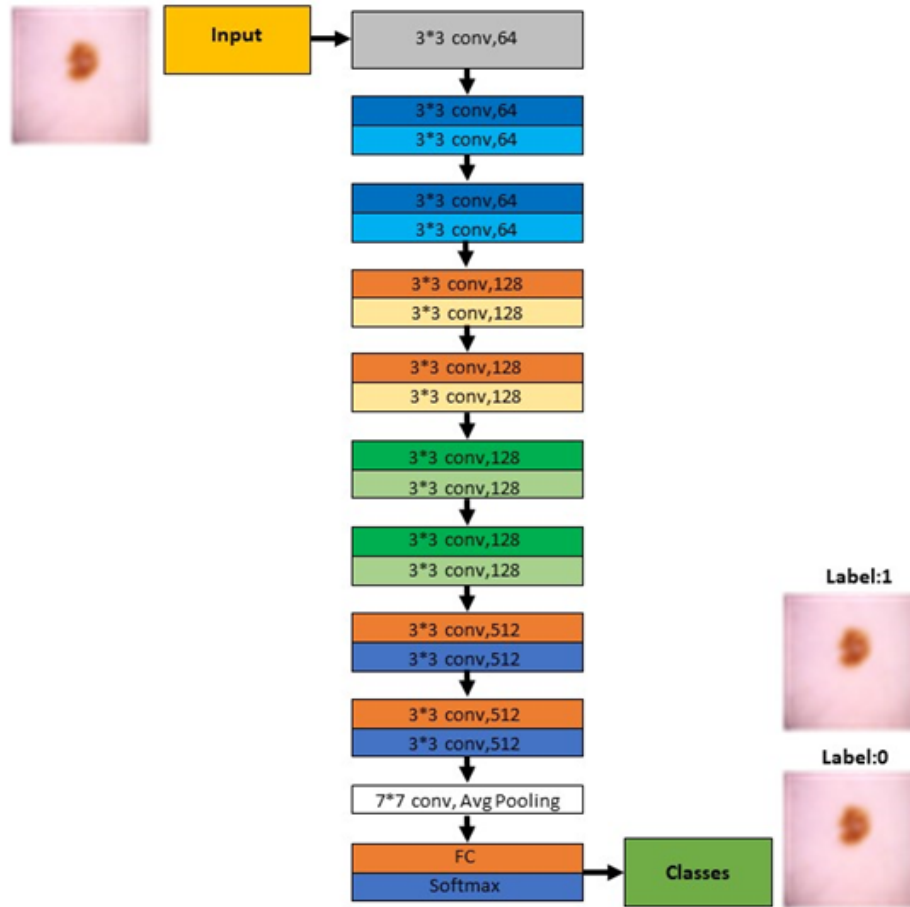 Input
3*3 conv,64
3*3 conv,64
3*3 conv,64
3*3 conv,64
3*3 conv,64
3*3 conv,128
3*3 conv,128
3*3 conv,128
3*3 conv,128
3*3 conv,128
3*3 conv,128
3*3 conv,128
3*3 conv,128
3*3 conv,512
3*3 conv,512
3*3 conv,512
3*3 conv,512
7*7 conv, Avg Pooling
FC
Softmax
Classes
Label:1
Label:0